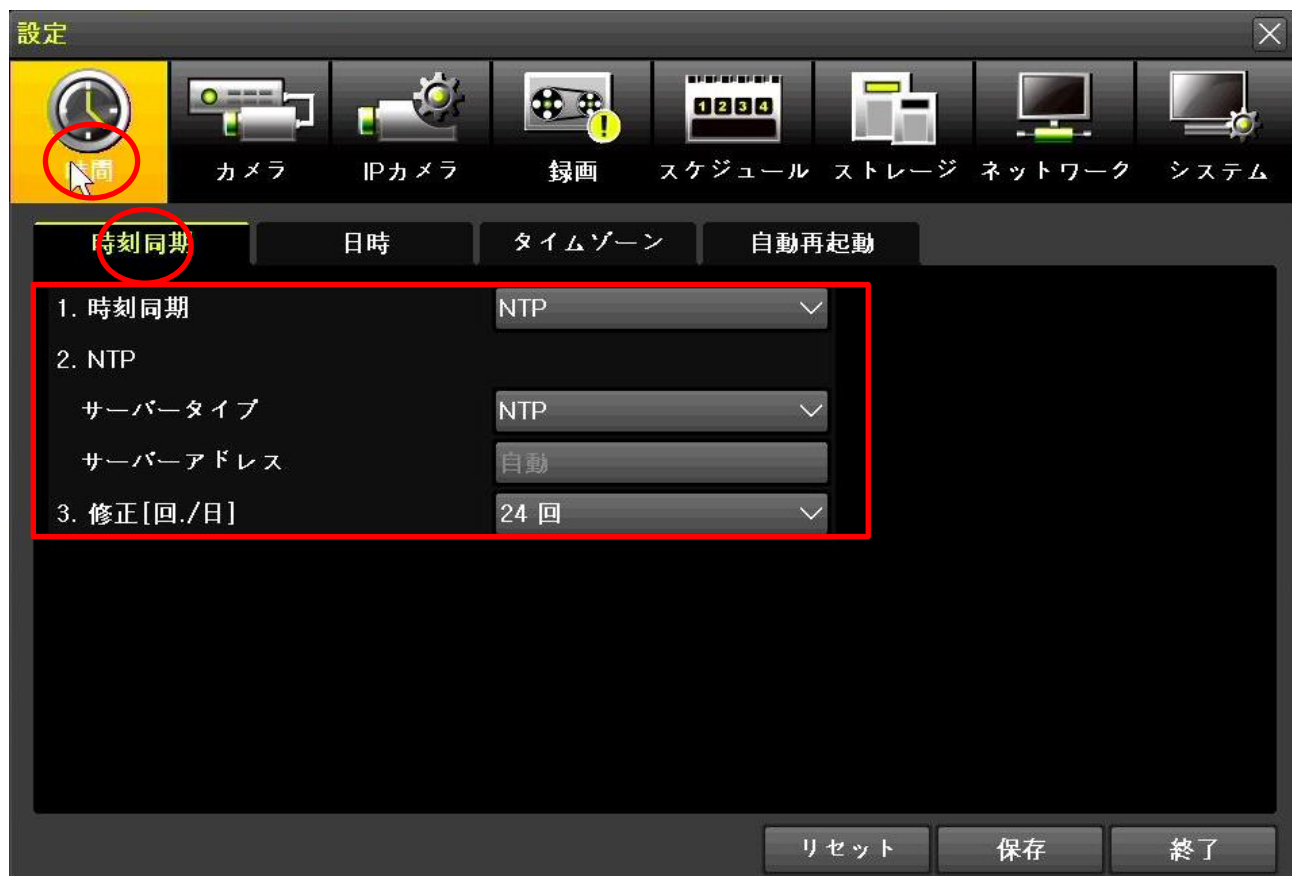 設定
時間 カメラ IPカメラ 録画 1234 スケジュール ストレージ ネットワーク システム
時刻同期 日時 タイムゾーン 自動再起動
1. 時刻同期 NTP
2. NTP
サーバータイプ NTP
サーバーアドレス 自動
3. 修正[回./日] 24 回
リセット 保存 終了